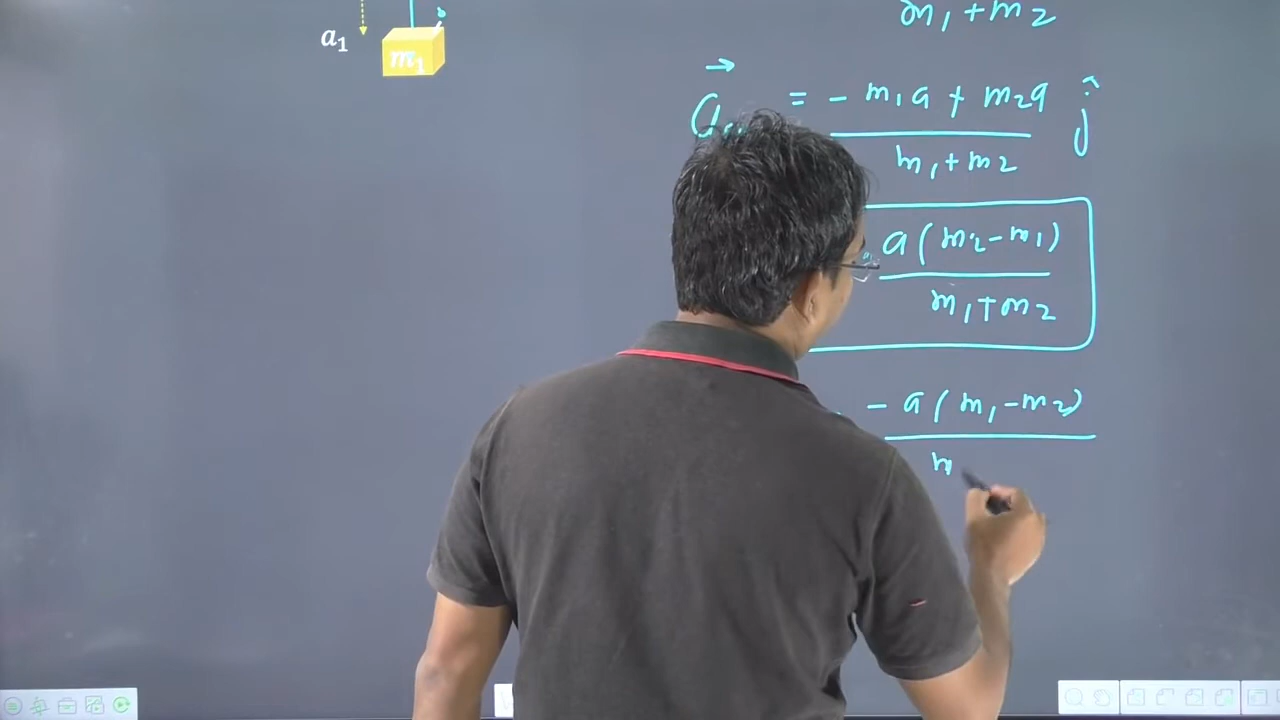 m₁+m₂
a₁
m₁
= - m₁a + m₂a ĵ
m₁+m₂
a(m₂-m₁)
m₁+m₂
- a(m₁-m₂)
m